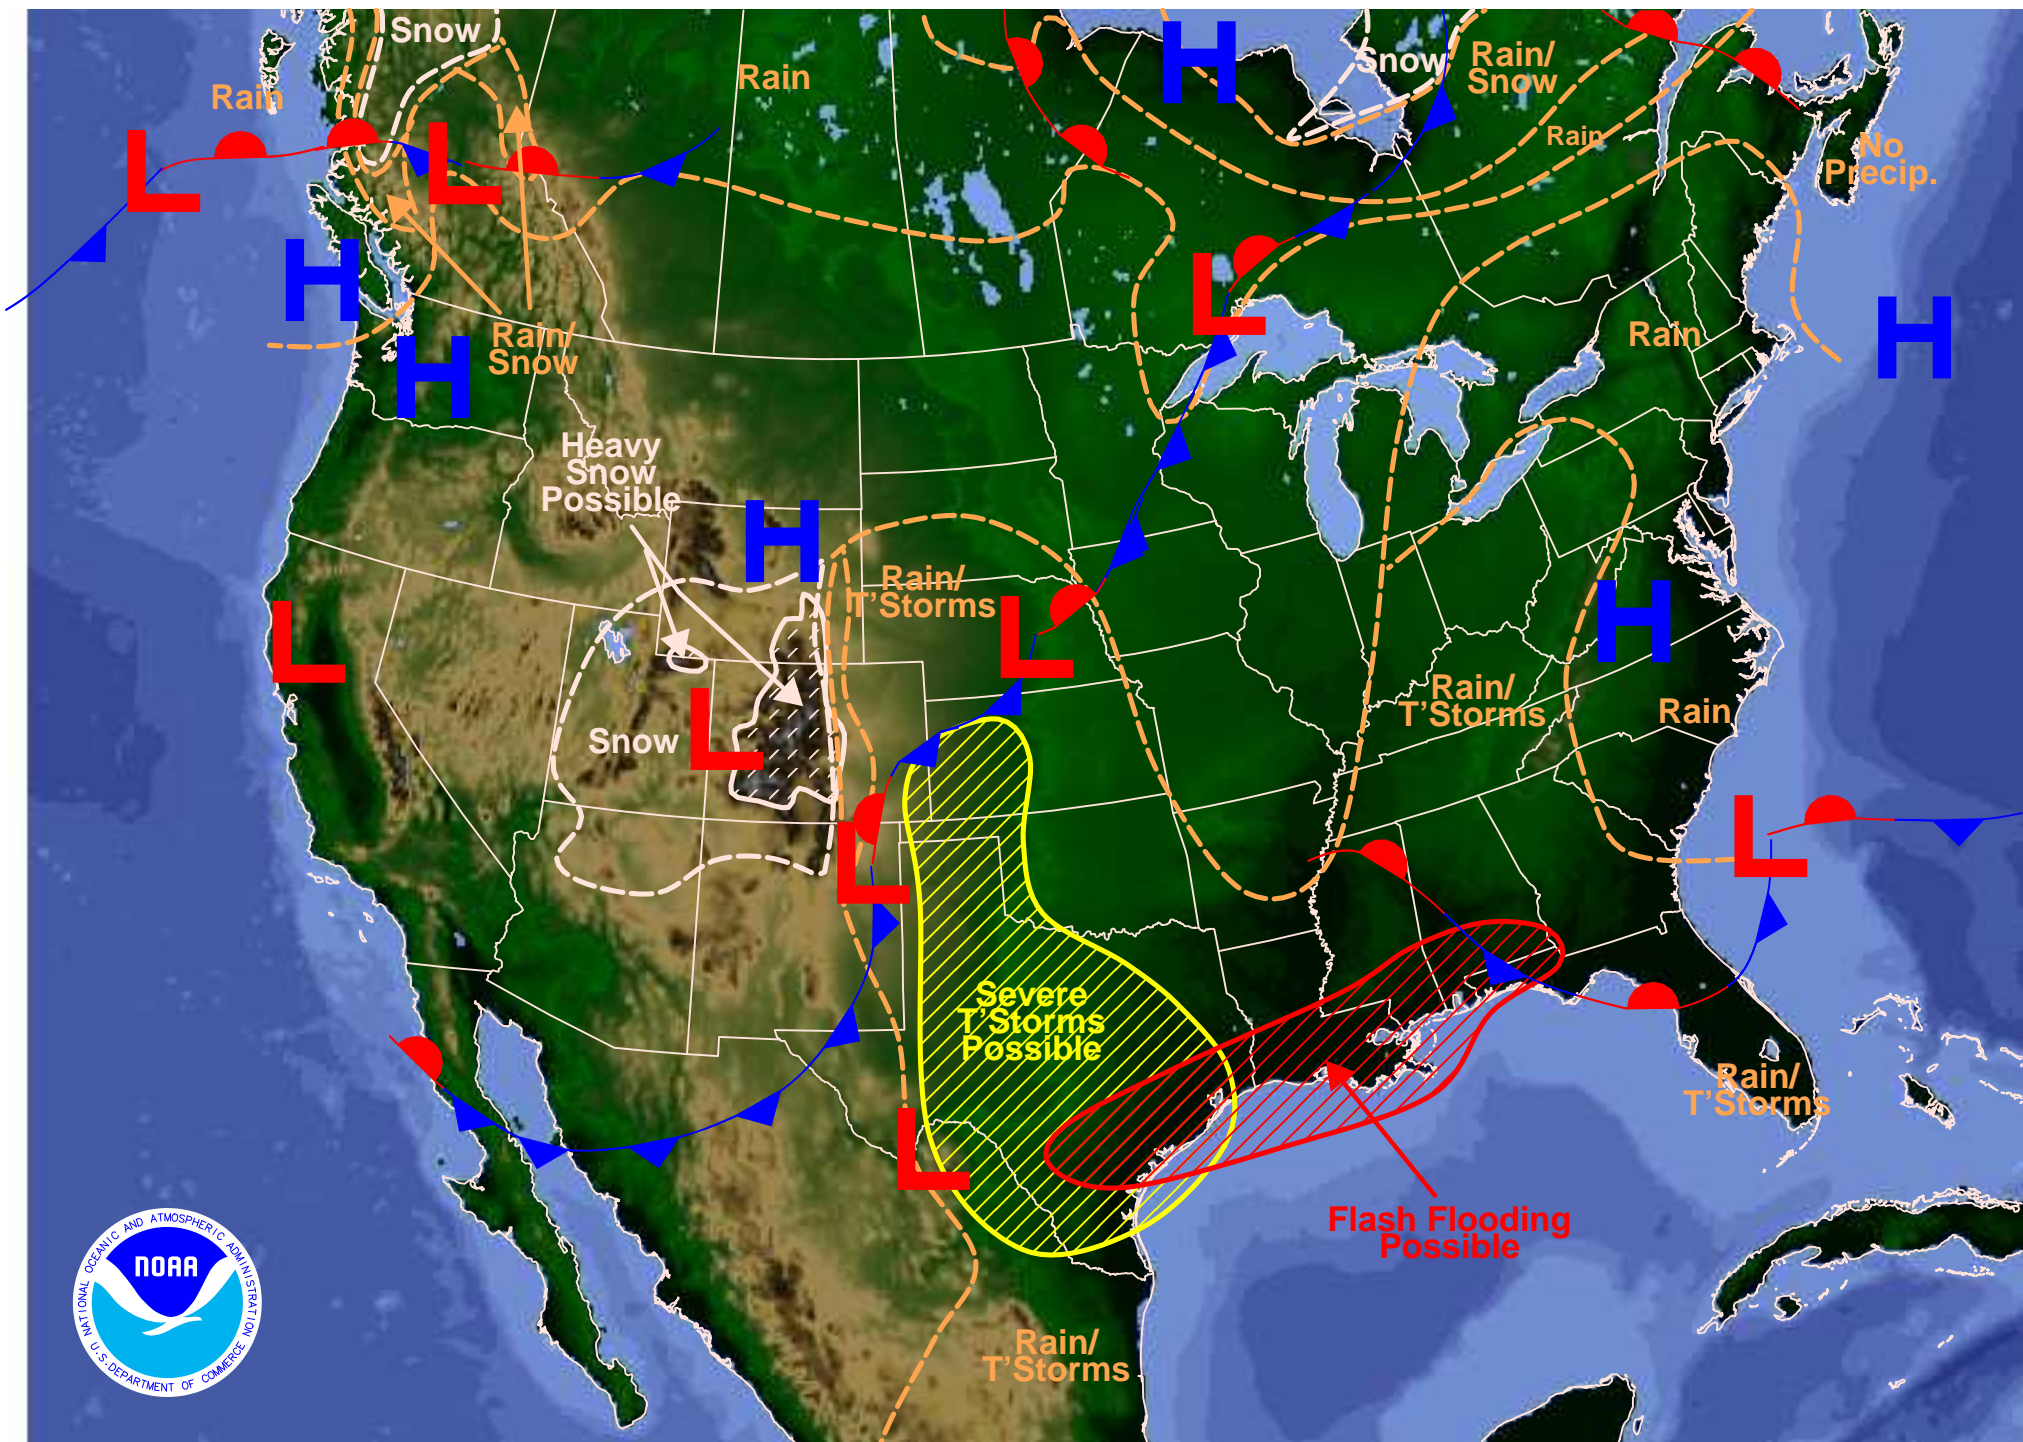 Snow
Rain
Rain
Snow
Rain/
Snow
Rain
No
Precip.
H
L
L
H
H
L
H
Rain/
Snow
Rain
H
Heavy
Snow
Possible
H
Rain/
T'Storms
L
L
H
Snow
L
Rain/
T'Storms
Rain
L
L
Severe
T'Storms
Possible
Rain/
T'Storms
L
Flash Flooding
Possible
Rain/
T'Storms
NATIONAL OCEANIC AND ATMOSPHERIC ADMINISTRATION
NOAA
U.S. DEPARTMENT OF COMMERCE